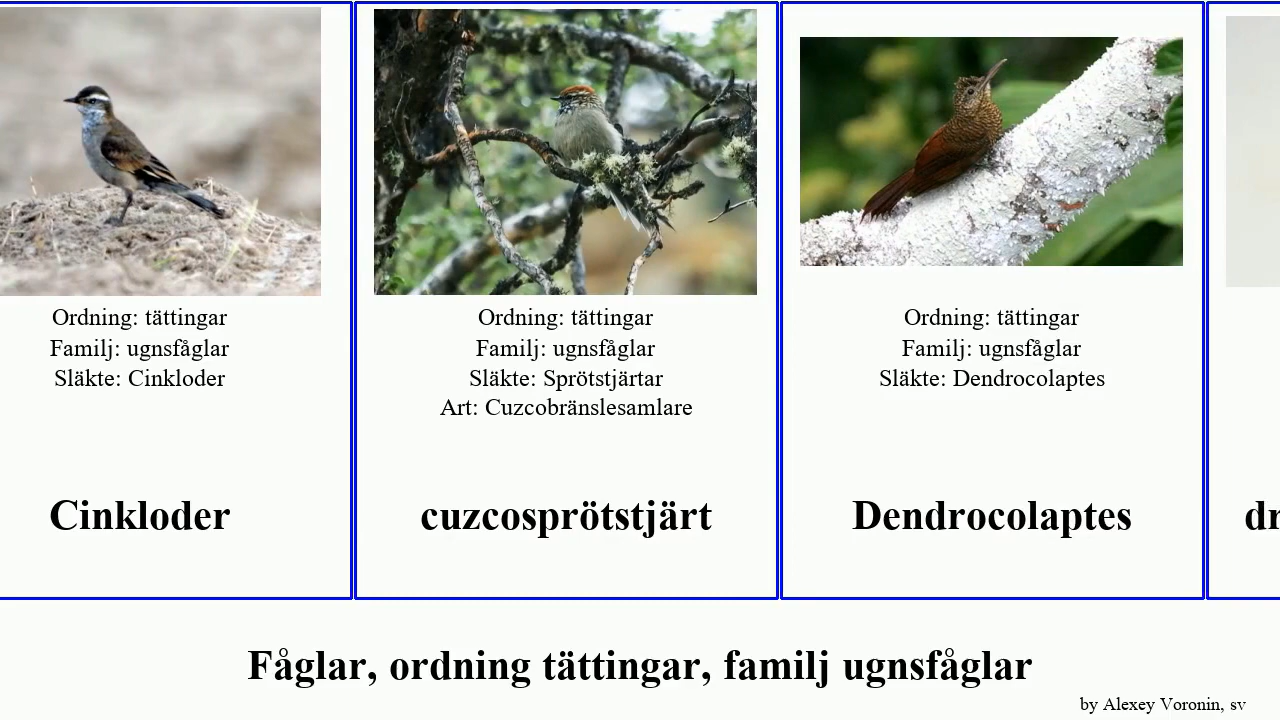 Ordning: tättingar
Familj: ugnsfåglar
Släkte: Cinkloder
Cinkloder
Ordning: tättingar
Familj: ugnsfåglar
Släkte: Sprötstjärtar
Art: Cuzcobränslesamlare
cuzcosprötstjärt
Ordning: tättingar
Familj: ugnsfåglar
Släkte: Dendrocolaptes
Dendrocolaptes
Fåglar, ordning tättingar, familj ugnsfåglar
by Alexey Voronin, sv